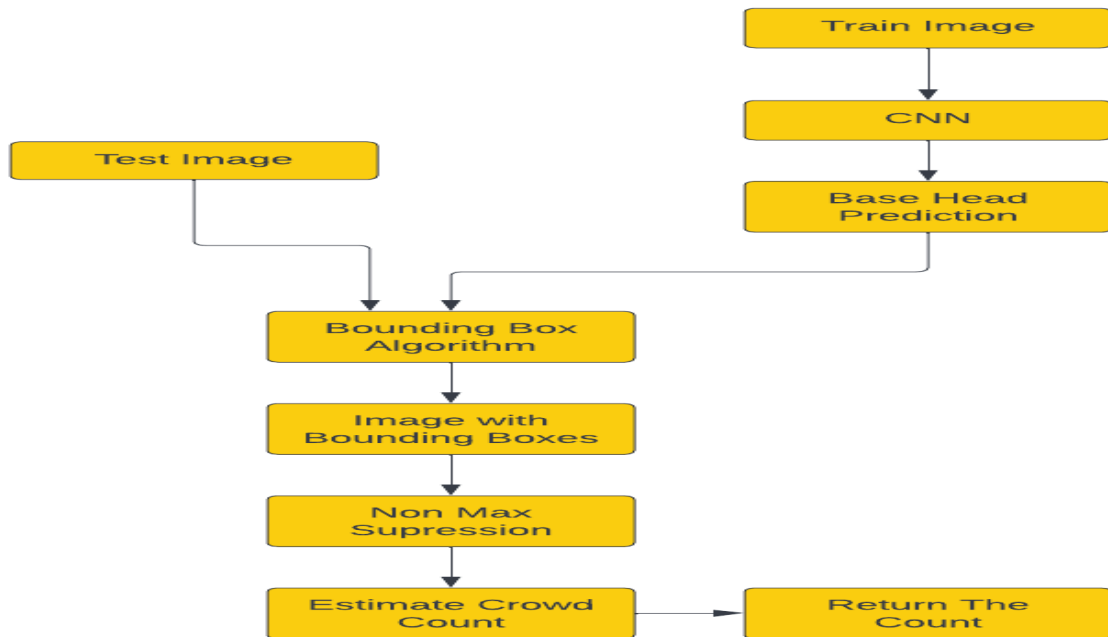 Train Image
CNN
Test Image
Base Head
Prediction
Bounding Box
Algorithm
Image with
Bounding Boxes
Non Max
Supression
Estimate Crowd
Count
Return The
Count